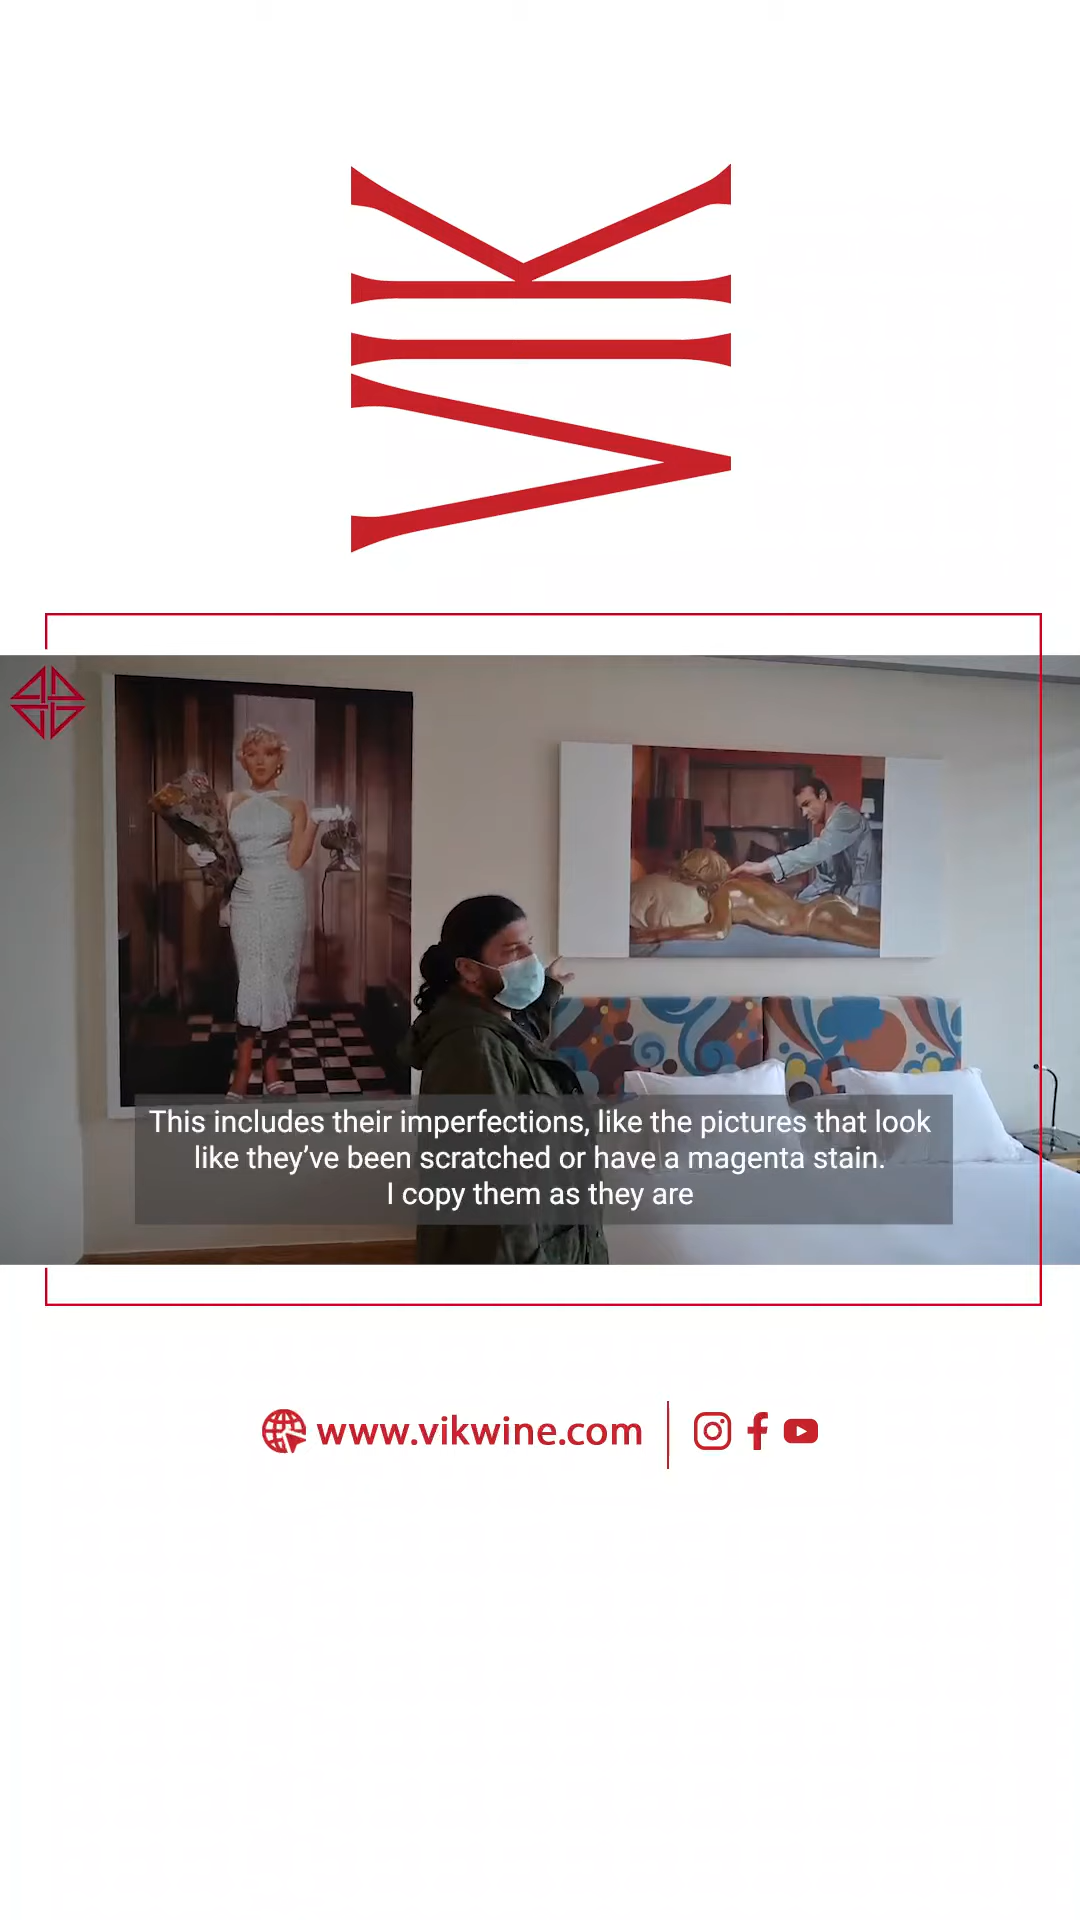 VIK
This includes their imperfections, like the pictures that look
like they’ve been scratched or have a magenta stain.
I copy them as they are
www.vikwine.com